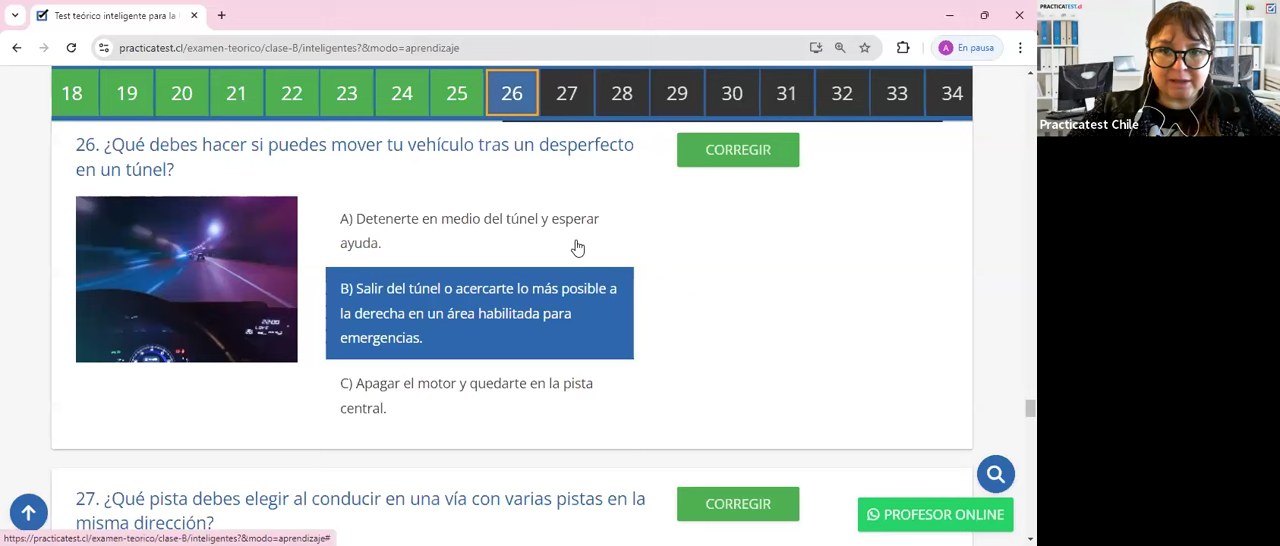 Test teórico inteligente para la
practicatest.cl/examen-teorico/clase-B/inteligentes?&modo=aprendizaje
A
En pausa
PRACTICATEST.cl
Practicatest Chile
18 19 20 21 22 23 24 25 26 27 28 29 30 31 32 33 34
26. ¿Qué debes hacer si puedes mover tu vehículo tras un desperfecto
en un túnel?
CORREGIR
A) Detenerte en medio del túnel y esperar
ayuda.
B) Salir del túnel o acercarte lo más posible a
la derecha en un área habilitada para
emergencias.
C) Apagar el motor y quedarte en la pista
central.
22:00
27. ¿Qué pista debes elegir al conducir en una vía con varias pistas en la
misma dirección?
CORREGIR
PROFESOR ONLINE
https://practicatest.cl/examen-teorico/clase-B/inteligentes?&modo=aprendizaje#